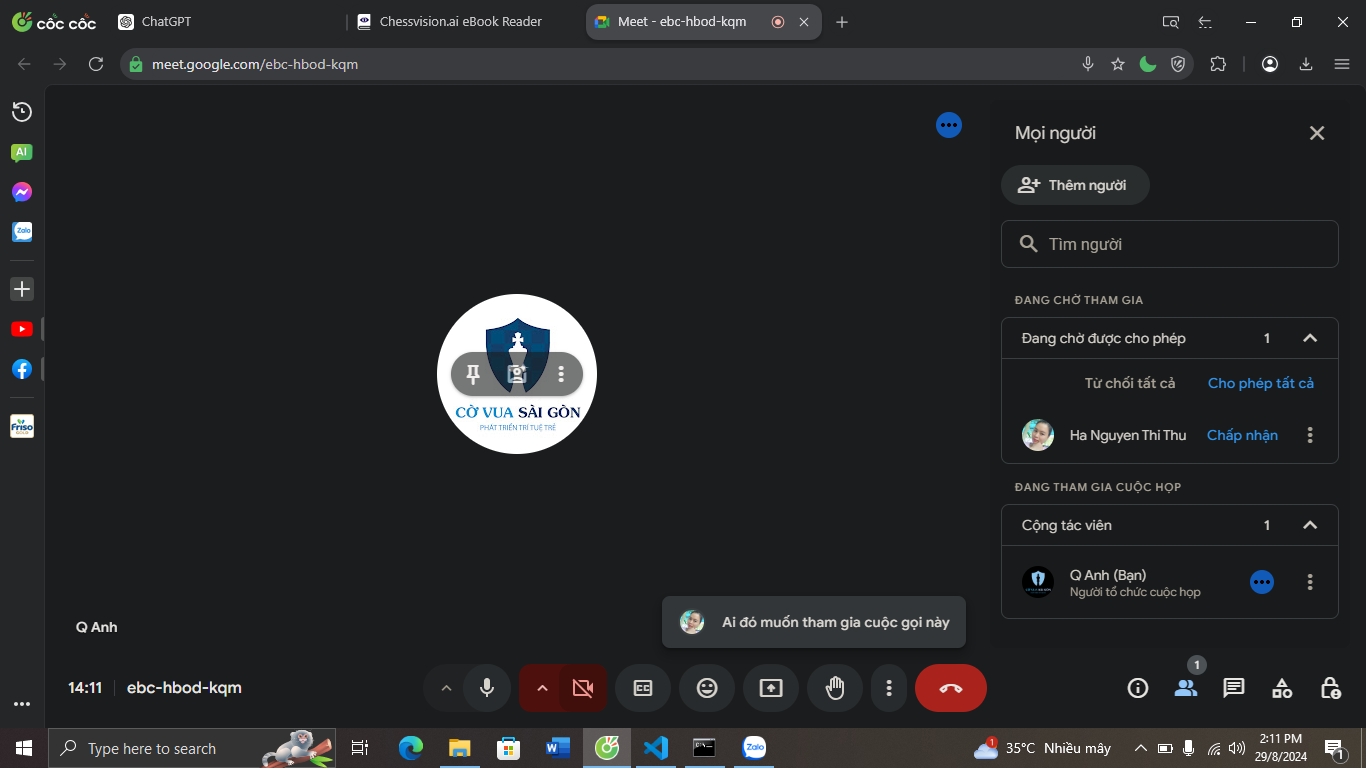 cốc cốc
ChatGPT
Chessvision.ai eBook Reader
Meet - ebc-hbod-kqm
meet.google.com/ebc-hbod-kqm
AI
Zalo
Friso
GOLD
Mọi người
Thêm người
Tìm người
ĐANG CHỜ THAM GIA
Đang chờ được cho phép 1
Từ chối tất cả Cho phép tất cả
Ha Nguyen Thi Thu Chấp nhận
ĐANG THAM GIA CUỘC HỌP
Cộng tác viên 1
Q Anh (Bạn)
Người tổ chức cuộc họp
CỜ VUA SÀI GÒN
PHÁT TRIỂN TRÍ TUỆ TRẺ
Q Anh
Ai đó muốn tham gia cuộc gọi này
14:11 ebc-hbod-kqm
1
Type here to search
Zalo
1
35°C Nhiều mây
2:11 PM
29/8/2024
1